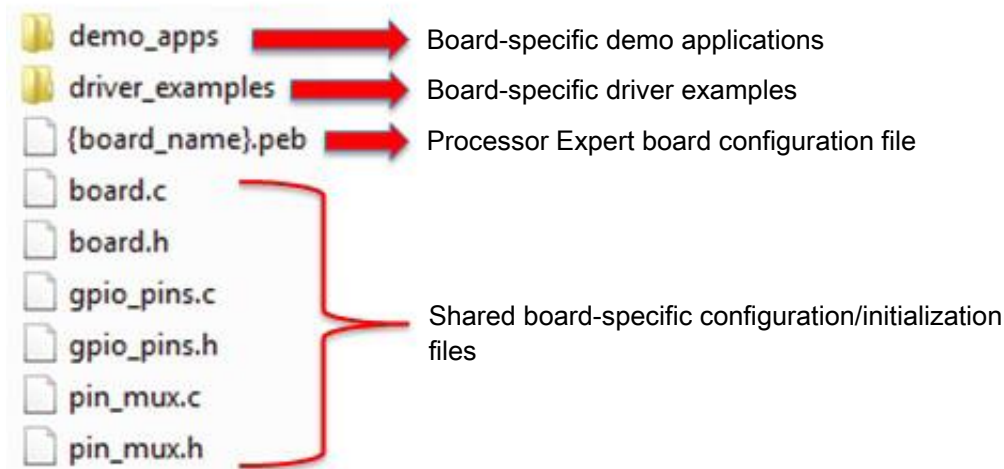 demo_apps Board-specific demo applications
driver_examples Board-specific driver examples
{board_name}.peb Processor Expert board configuration file
board.c
board.h
gpio_pins.c
gpio_pins.h
pin_mux.c
pin_mux.h
Shared board-specific configuration/initialization
files